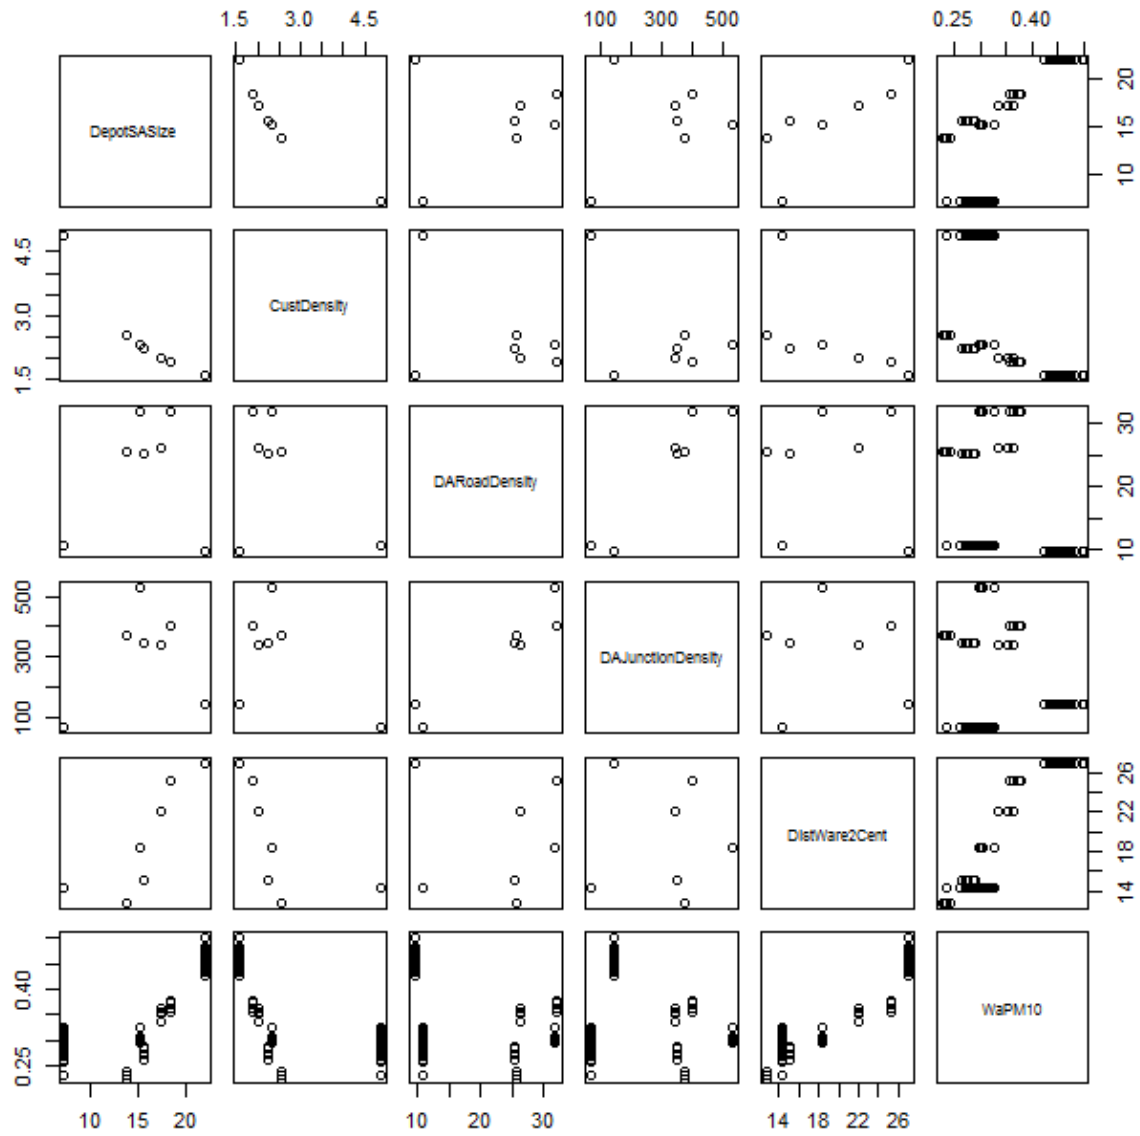 1.5 3.0 4.5 100 300 500 0.25 0.40
DepotSASize 10 15 20
1.5 3.0 4.5 CustDensity
DARoadDensity 10 20 30
100 300 500 DAJunctionDensity
DistWare2Cent 14 18 22 26
0.25 0.40 WaPM10
10 15 20 10 20 30 14 18 22 26